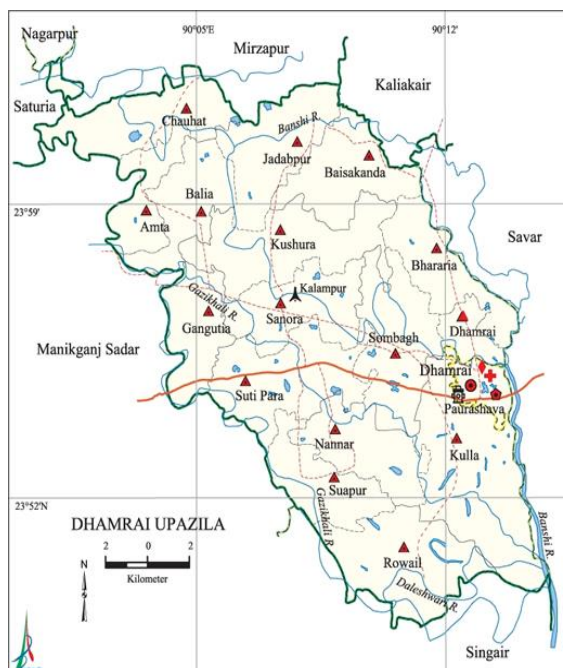 90°05'E
90°12'
Nagarpur
Mirzapur
Kaliakair
Saturia
Chauhat
Banshi R.
Jadabpur
Baisakanda
23°59'
Balia
Amta
Kushura
Savar
Bhararia
Kalampur
Gazikhali R.
Sanora
Gangutia
Dhamrai
Sombagh
Manikganj Sadar
Dhamrai
Suti Para
Paurashava
Nannar
Kulla
Suapur
23°52'
DHAMRAI UPAZILA
Gazikhali R.
Banshi R.
2 0 2
Kilometer
N
Rowail
Daleshwari R.
Singair